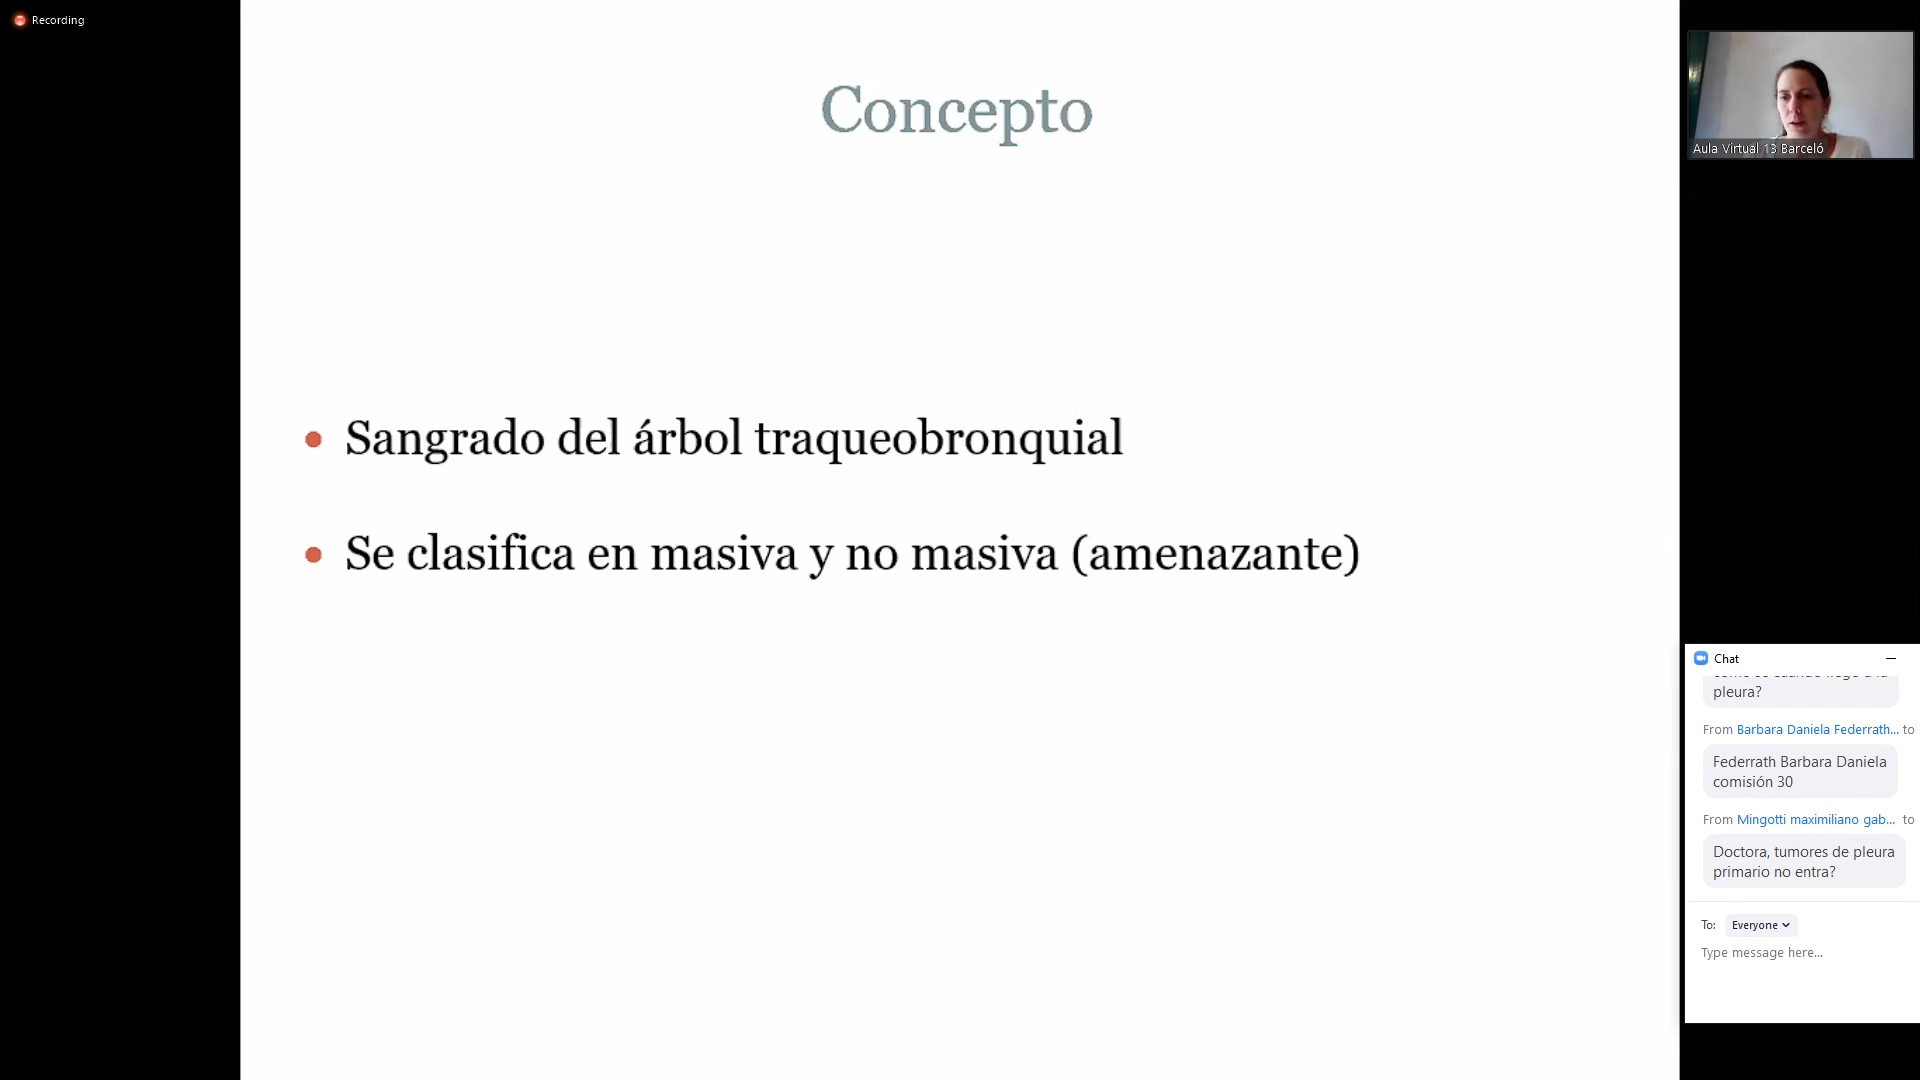 Recording
Concepto
• Sangrado del árbol traqueobronquial
• Se clasifica en masiva y no masiva (amenazante)
Aula Virtual 13 Barceló
Chat
pleura?
From Barbara Daniela Federrath... to
Federrath Barbara Daniela
comisión 30
From Mingotti maximiliano gab... to
Doctora, tumores de pleura
primario no entra?
To: Everyone
Type message here...